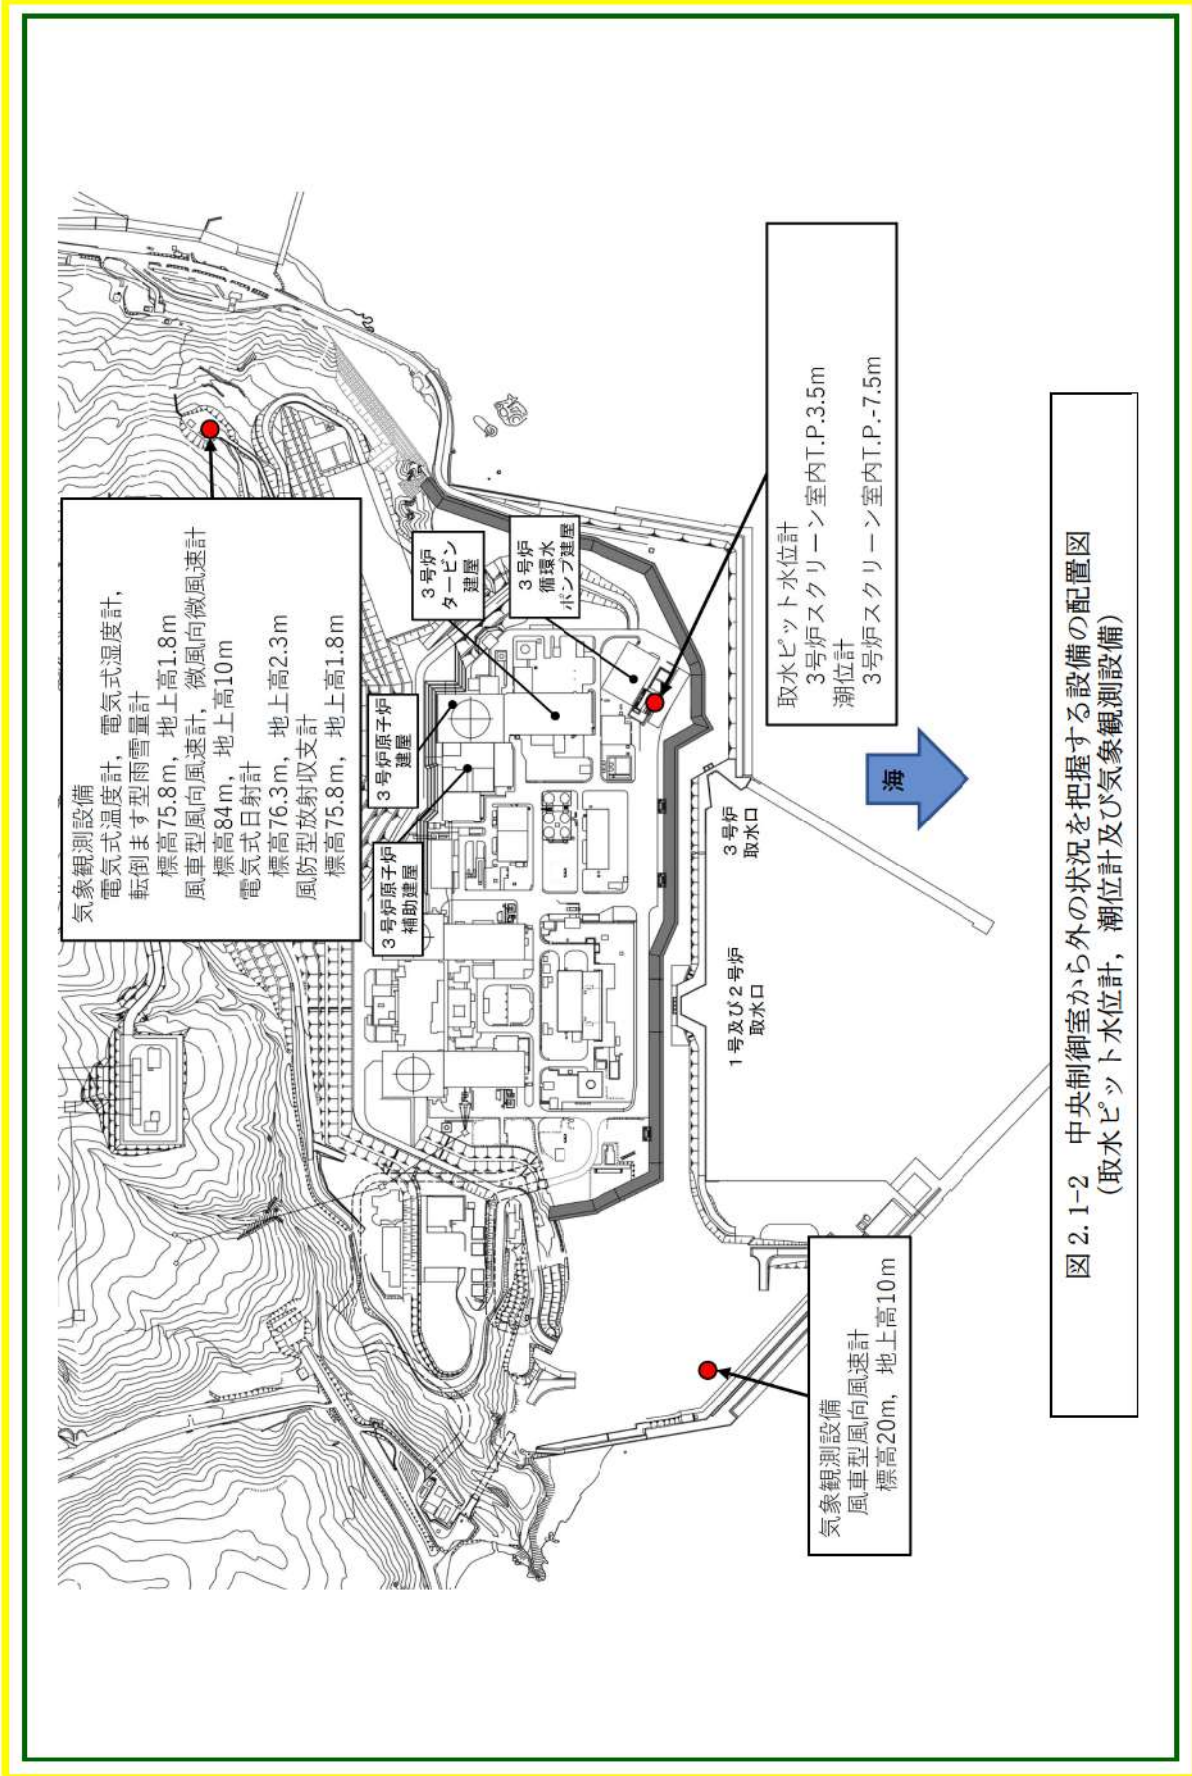 気象観測設備
電気式温度計，電気式湿度計，
転倒ます型雨雪量計
標高75.8m，地上高1.8m
風車型風向風速計，微風向微風速計
標高84m，地上高10m
電気式日射計
標高76.3m，地上高2.3m
風防型放射収支計
標高75.8m，地上高1.8m
3号炉原子炉
補助建屋
3号炉原子炉
建屋
3号炉
タービン
建屋
3号炉
循環水
ポンプ建屋
1号及び2号炉
取水口
3号炉
取水口
取水ピット水位計
3号炉スクリーン室内T.P.3.5m
潮位計
3号炉スクリーン室内T.P.-7.5m
海
気象観測設備
風車型風向風速計
標高20m，地上高10m
図2.1-2　中央制御室から外の状況を把握する設備の配置図
（取水ピット水位計，潮位計及び気象観測設備）